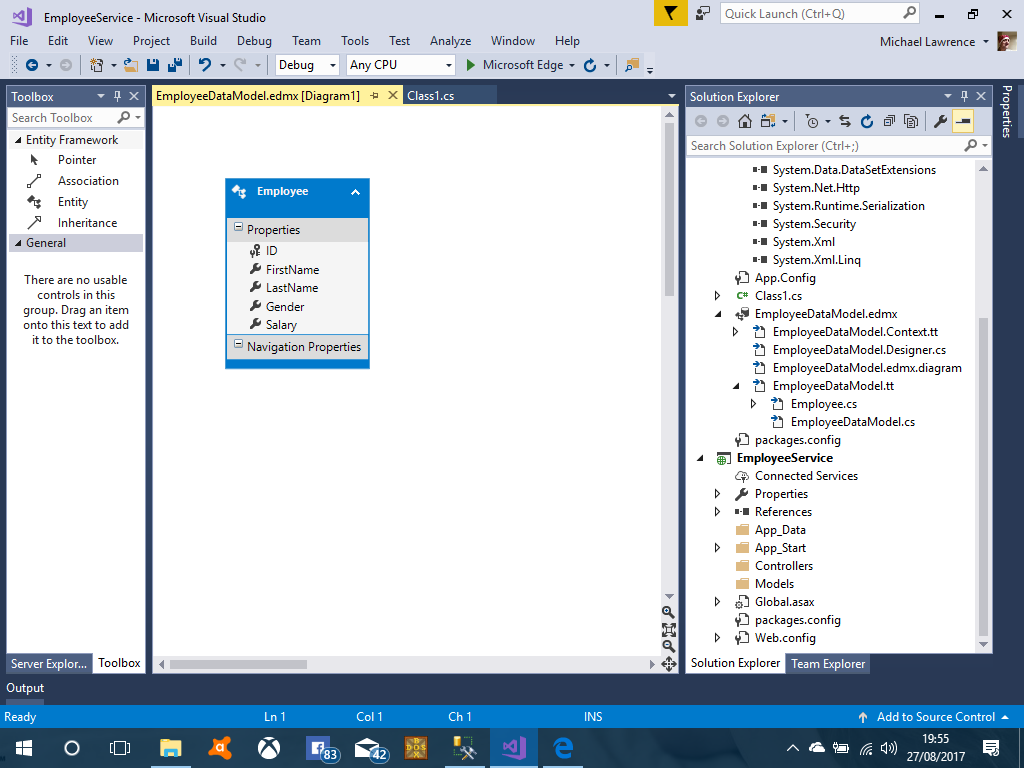 EmployeeService - Microsoft Visual Studio
Quick Launch (Ctrl+Q)
File Edit View Project Build Debug Team Tools Test Analyze Window Help
Michael Lawrence
Debug Any CPU Microsoft Edge
Toolbox
Search Toolbox
Entity Framework
Pointer
Association
Entity
Inheritance
General
There are no usable
controls in this
group. Drag an item
onto this text to add
it to the toolbox.
Server Explor... Toolbox
EmployeeDataModel.edmx [Diagram1] Class1.cs
Employee
Properties
ID
FirstName
LastName
Gender
Salary
Navigation Properties
Solution Explorer
Search Solution Explorer (Ctrl+;)
System.Data.DataSetExtensions
System.Net.Http
System.Runtime.Serialization
System.Security
System.Xml
System.Xml.Linq
App.Config
C# Class1.cs
EmployeeDataModel.edmx
EmployeeDataModel.Context.tt
EmployeeDataModel.Designer.cs
EmployeeDataModel.edmx.diagram
EmployeeDataModel.tt
Employee.cs
EmployeeDataModel.cs
packages.config
EmployeeService
Connected Services
Properties
References
App_Data
App_Start
Controllers
Models
Global.asax
packages.config
Web.config
Solution Explorer Team Explorer
Properties
Output
Ready Ln 1 Col 1 Ch 1 INS Add to Source Control
83
42
DOS
19:55
27/08/2017